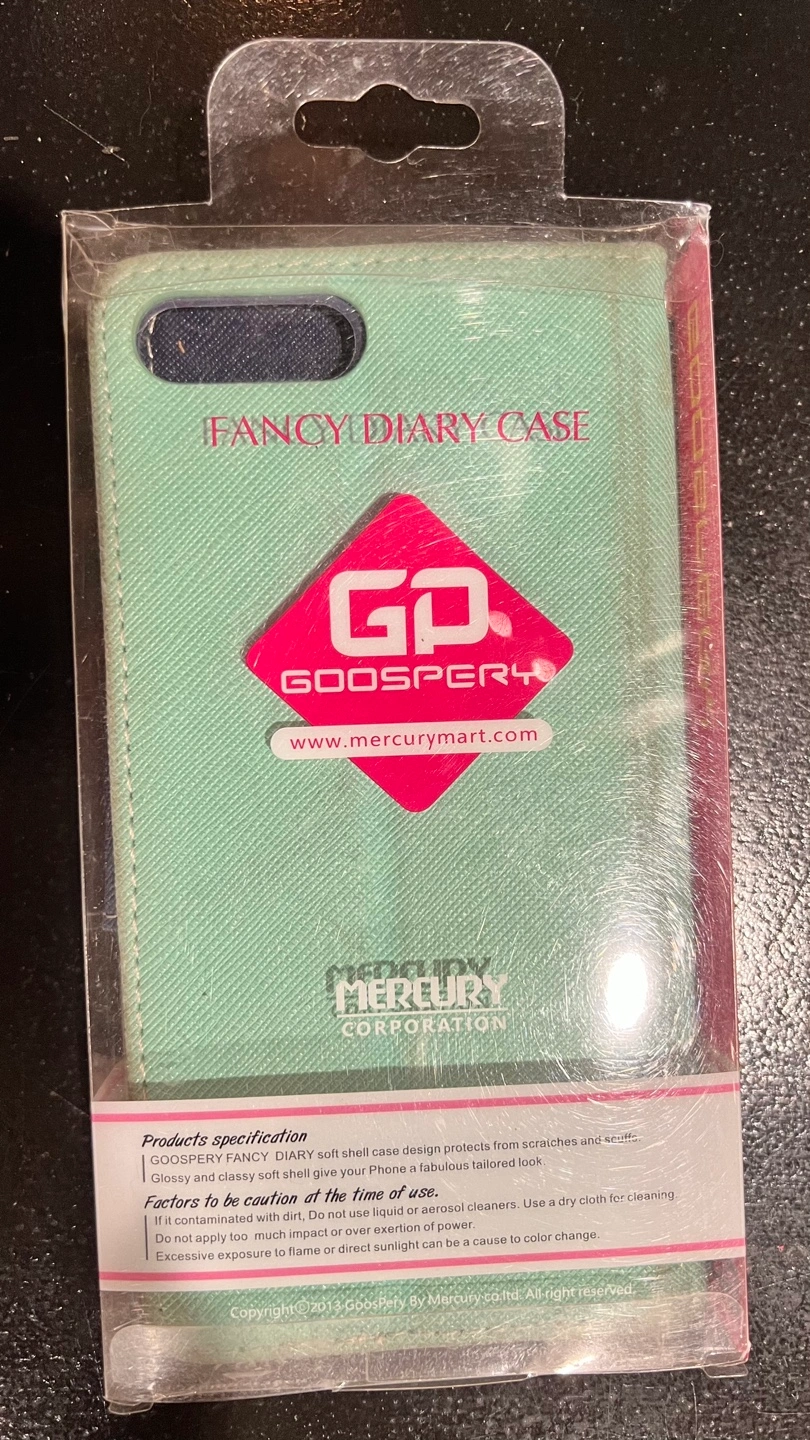 FANCY DIARY CASE
GP
GOOSPERY
www.mercurymart.com
MERCURY
CORPORATION
Products specification
GOOSPERY FANCY DIARY soft shell case design protects from scratches and scuffs.
Glossy and classy soft shell give your Phone a fabulous tailored look.
Factors to be caution at the time of use.
If it contaminated with dirt, Do not use liquid or aerosol cleaners. Use a dry cloth for cleaning
Do not apply too much impact or over exertion of power.
Excessive exposure to flame or direct sunlight can be a cause to color change.
Copyright©2013 GoosPery By Mercury co.ltd. All right reserved.